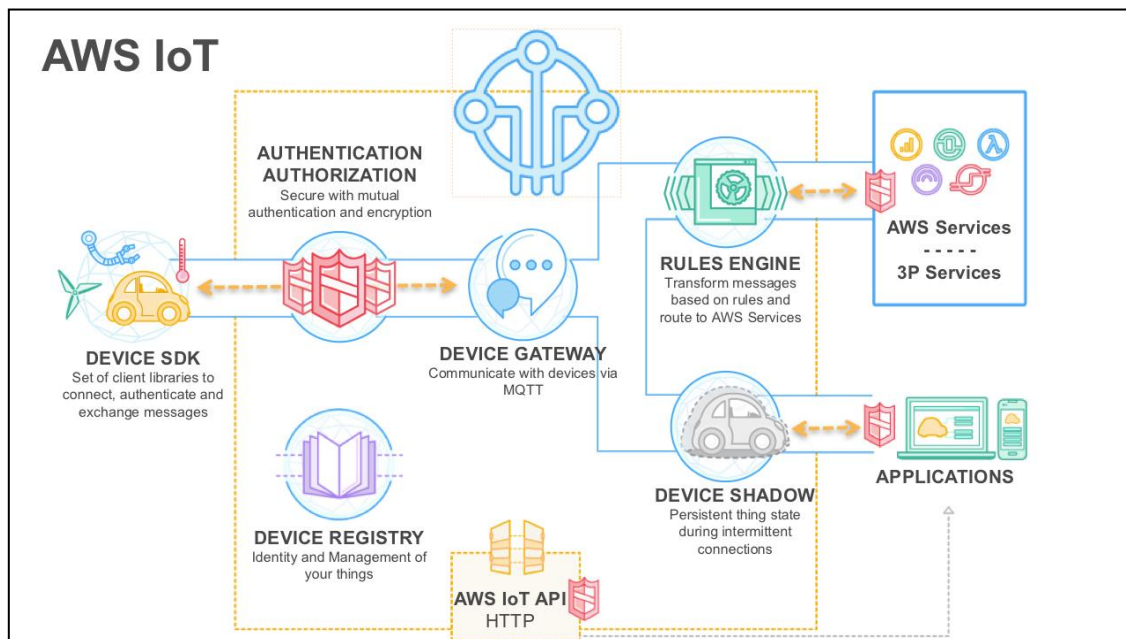 AWS IoT
AUTHENTICATION
AUTHORIZATION
Secure with mutual
authentication and encryption
DEVICE SDK
Set of client libraries to
connect, authenticate and
exchange messages
DEVICE GATEWAY
Communicate with devices via
MQTT
RULES ENGINE
Transform messages
based on rules and
route to AWS Services
AWS Services
- - - - -
3P Services
DEVICE REGISTRY
Identity and Management of
your things
DEVICE SHADOW
Persistent thing state
during intermittent
connections
APPLICATIONS
AWS IoT API
HTTP